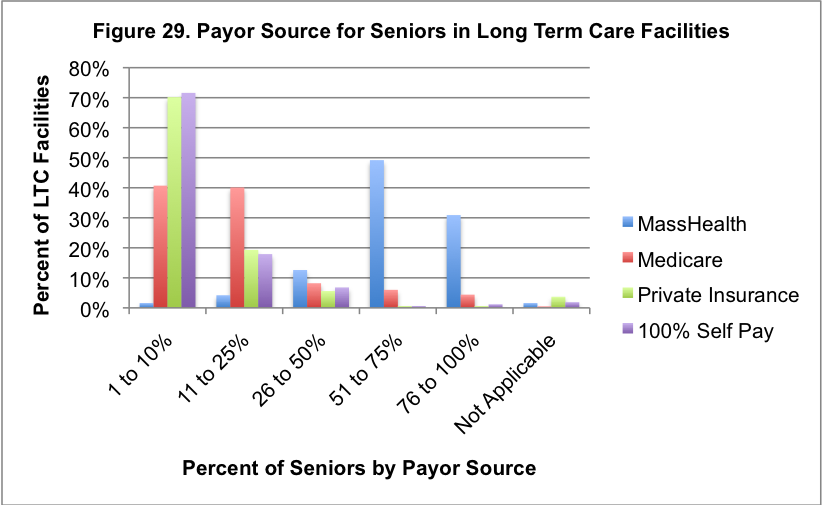 Figure 29. Payor Source for Seniors in Long Term Care Facilities
Percent of LTC Facilities
80%
70%
60%
50%
40%
30%
20%
10%
0%
1 to 10%
11 to 25%
26 to 50%
51 to 75%
76 to 100%
Not Applicable
Percent of Seniors by Payor Source
MassHealth
Medicare
Private Insurance
100% Self Pay